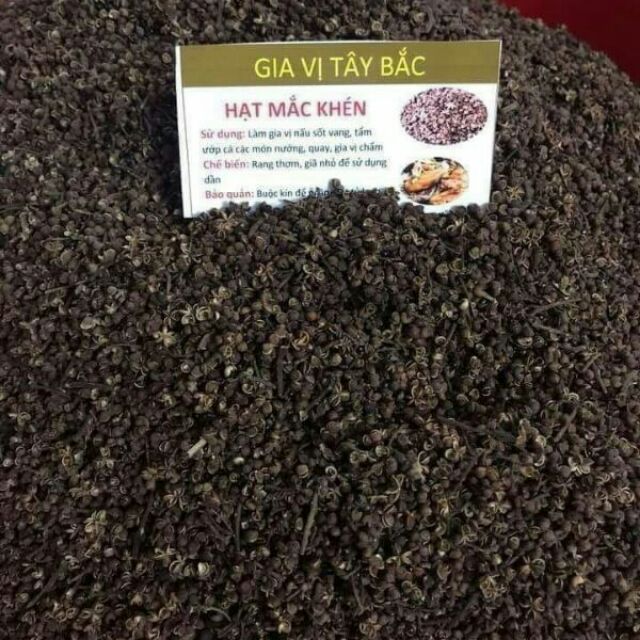 GIA VỊ TÂY BẮC
HẠT MẮC KHÉN
Sử dụng: Làm gia vị nấu sốt vang, tẩm
ướp cá các món nướng, quay, gia vị chấm
Chế biến: Rang thơm, giã nhỏ để sử dụng
dần
Bảo quản: Buộc kín để